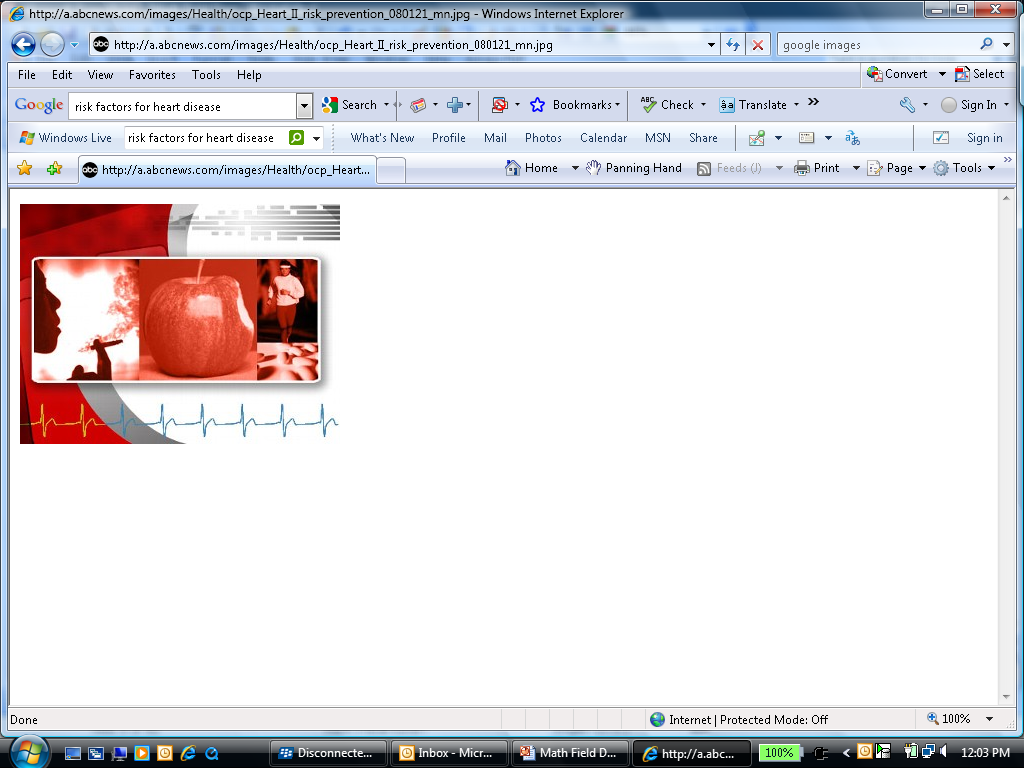 http://a.abcnews.com/images/Health/ocp_Heart_II_risk_prevention_080121_mn.jpg - Windows Internet Explorer
abc http://a.abcnews.com/images/Health/ocp_Heart_II_risk_prevention_080121_mn.jpg google images
File Edit View Favorites Tools Help Convert Select
Google risk factors for heart disease Search Bookmarks ABC Check aa Translate Sign In
Windows Live risk factors for heart disease What's New Profile Mail Photos Calendar MSN Share Sign in
abc http://a.abcnews.com/images/Health/ocp_Heart... Home Panning Hand Feeds (J) Print Page Tools
Done Internet | Protected Mode: Off 100%
Disconnecte... Inbox - Micr... Math Field D... http://a.abc... 100% 12:03 PM